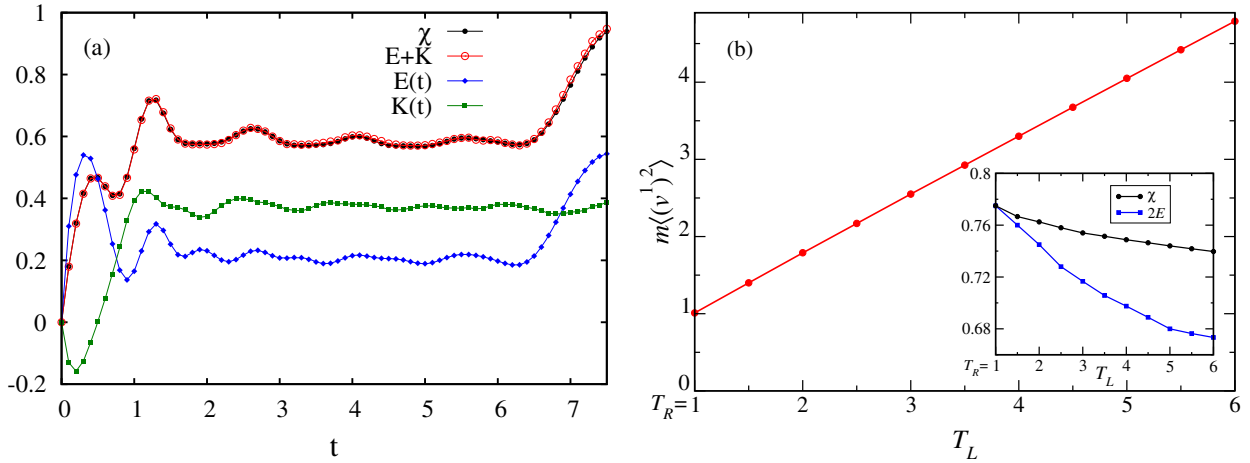 1
0.8
0.6
0.4
0.2
0
-0.2
(a)
χ
E+K
E(t)
K(t)
0 1 2 3 4 5 6 7
t
(b)
m⟨(v¹)²⟩
4
3
2
1
0
T_R=1 2 3 4 5 6
T_L
0.8
0.76
0.72
0.68
χ
2E
T_R=1 2 3 4 5 6
T_L